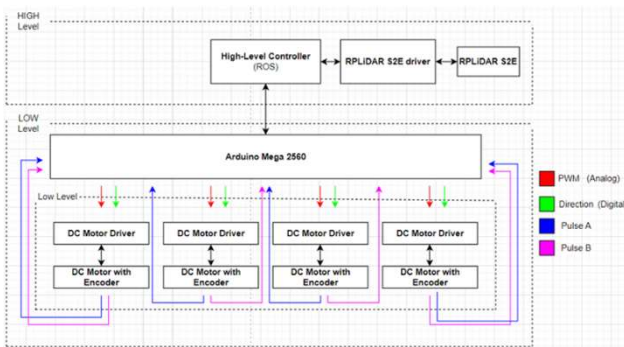 HIGH
Level
High-Level Controller
(ROS)
RPLiDAR S2E driver
RPLiDAR S2E
LOW
Level
Arduino Mega 2560
Low Level
DC Motor Driver
DC Motor Driver
DC Motor Driver
DC Motor Driver
DC Motor with
Encoder
DC Motor with
Encoder
DC Motor with
Encoder
DC Motor with
Encoder
PWM (Analog)
Direction (Digital
Pulse A
Pulse B